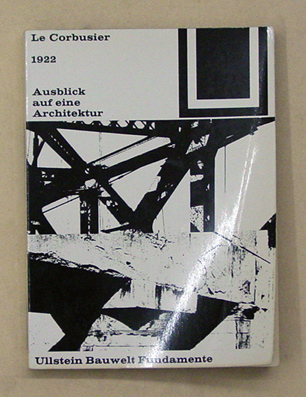 Le Corbusier
1922
Ausblick
auf eine
Architektur
Ullstein Bauwelt Fundamente